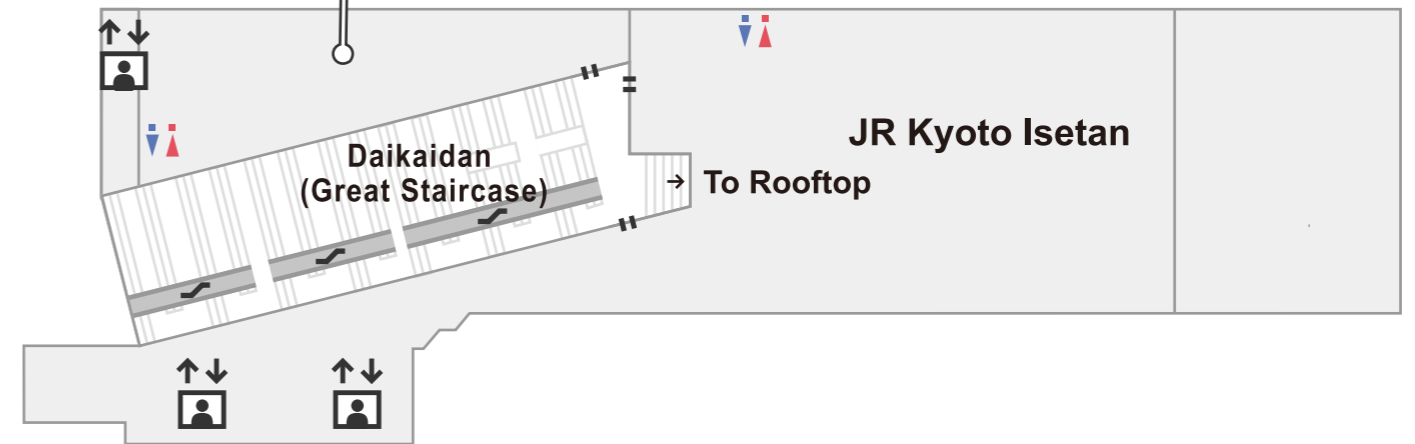 JR Kyoto Isetan
Daikaidan
(Great Staircase)
To Rooftop